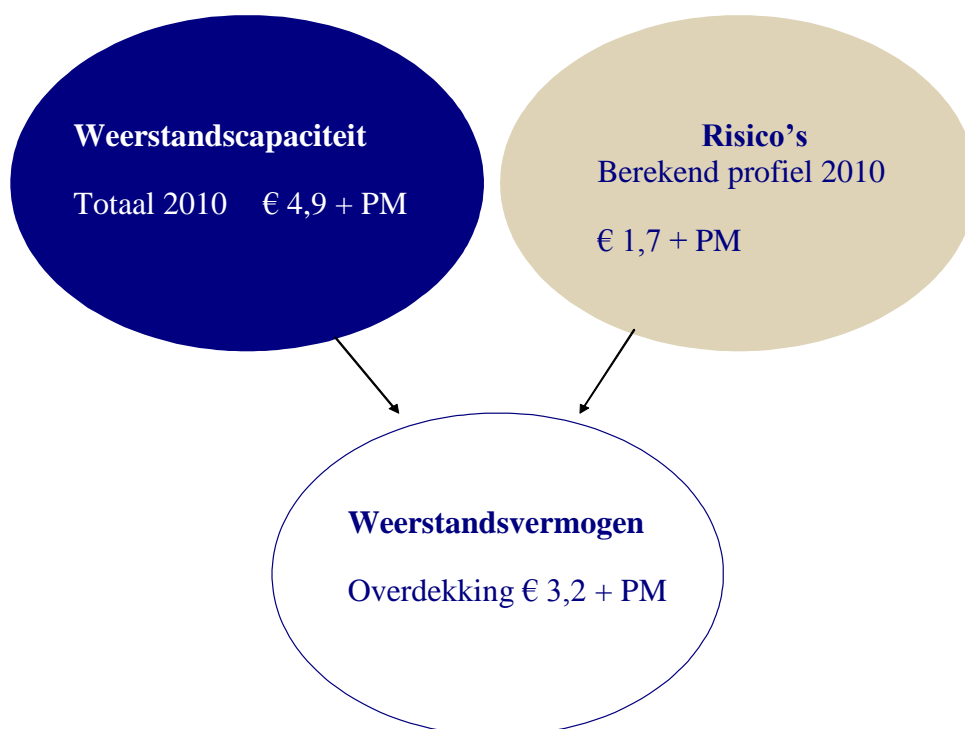 Weerstandscapaciteit
Totaal 2010 € 4,9 + PM
Risico's
Berekend profiel 2010
€ 1,7 + PM
Weerstandsvermogen
Overdekking € 3,2 + PM